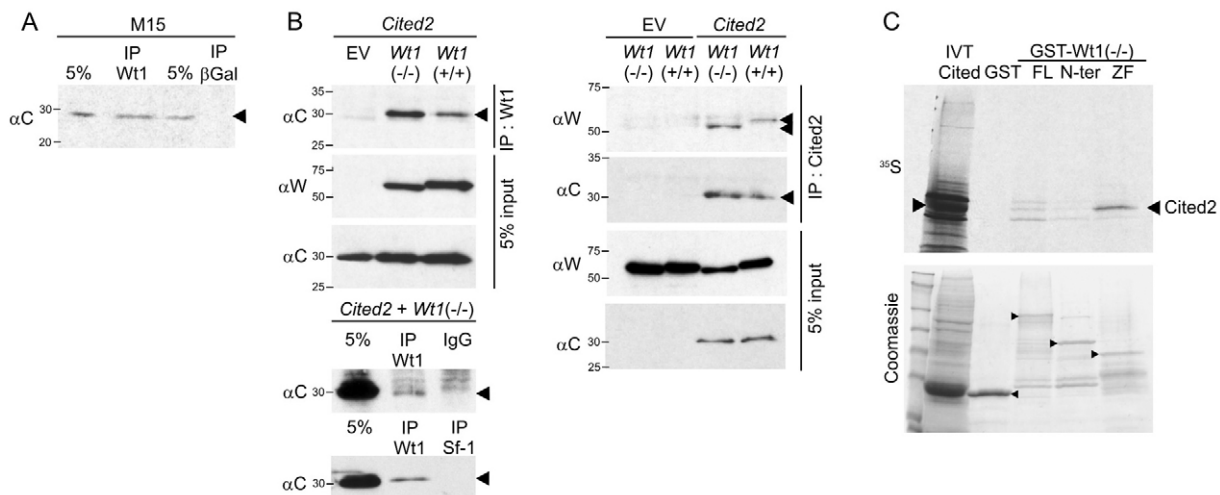 A
M15
5% IP Wt1 5% IP βGal
αC
30
20
B
Cited2
EV Wt1 (-/-) Wt1 (+/+)
αC
35
30
25
IP : Wt1
αW
75
50
αC
35
30
25
5% input
Cited2 + Wt1(-/-)
5% IP Wt1 IgG
αC 30
5% IP Wt1 IP Sf-1
αC 30
EV Cited2
Wt1 (-/-) Wt1 (+/+) Wt1 (-/-) Wt1 (+/+)
αW
75
50
αC
35
30
IP : Cited2
αW
75
50
αC
35
30
25
5% input
C
IVT Cited GST GST-Wt1(-/-)
FL N-ter ZF
35S
Cited2
Coomassie